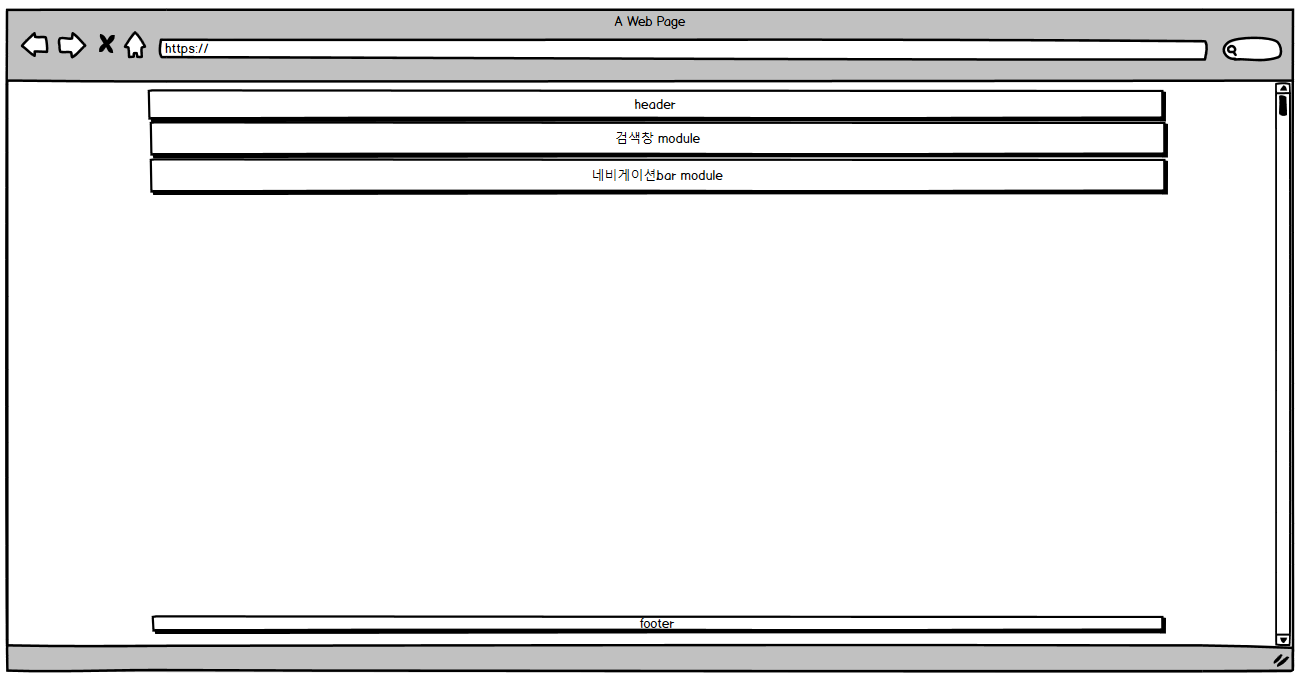 A Web Page
https://
header
검색창 module
네비게이션bar module
footer